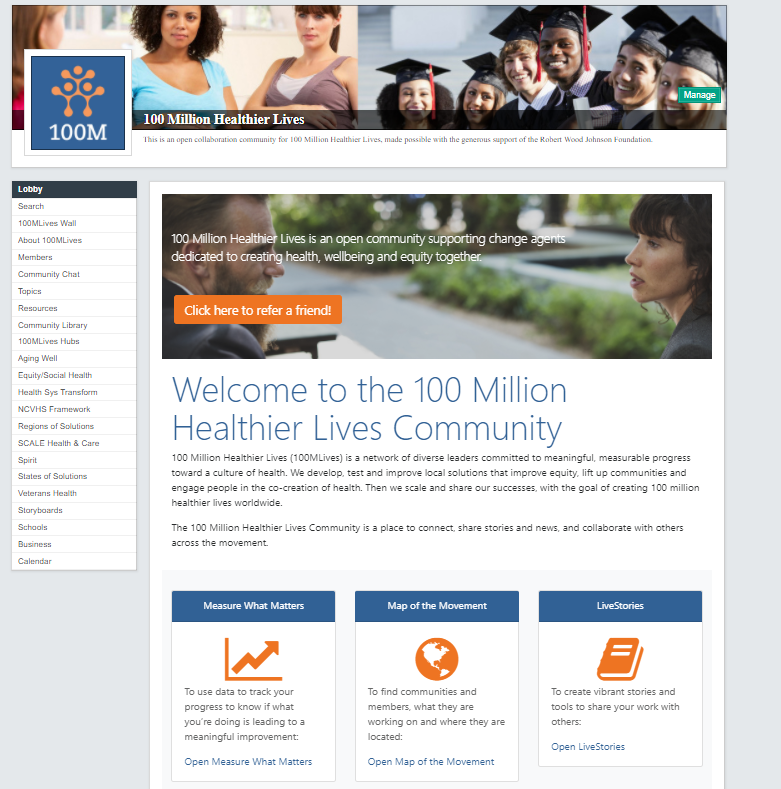 100M
100 Million Healthier Lives
Manage
This is an open collaboration community for 100 Million Healthier Lives, made possible with the generous support of the Robert Wood Johnson Foundation.
Lobby
Search
100MLives Wall
About 100MLives
Members
Community Chat
Topics
Resources
Community Library
100MLives Hubs
Aging Well
Equity/Social Health
Health Sys Transform
NCVHS Framework
Regions of Solutions
SCALE Health & Care
Spirit
States of Solutions
Veterans Health
Storyboards
Schools
Business
Calendar
100 Million Healthier Lives is an open community supporting change agents
dedicated to creating health, wellbeing and equity together.
Click here to refer a friend!
Welcome to the 100 Million
Healthier Lives Community
100 Million Healthier Lives (100MLives) is a network of diverse leaders committed to meaningful, measurable progress
toward a culture of health. We develop, test and improve local solutions that improve equity, lift up communities and
engage people in the co-creation of health. Then we scale and share our successes, with the goal of creating 100 million
healthier lives worldwide.
The 100 Million Healthier Lives Community is a place to connect, share stories and news, and collaborate with others
across the movement.
Measure What Matters
To use data to track your
progress to know if what
you're doing is leading to a
meaningful improvement:
Open Measure What Matters
Map of the Movement
To find communities and
members, what they are
working on and where they are
located:
Open Map of the Movement
LiveStories
To create vibrant stories and
tools to share your work with
others:
Open LiveStories